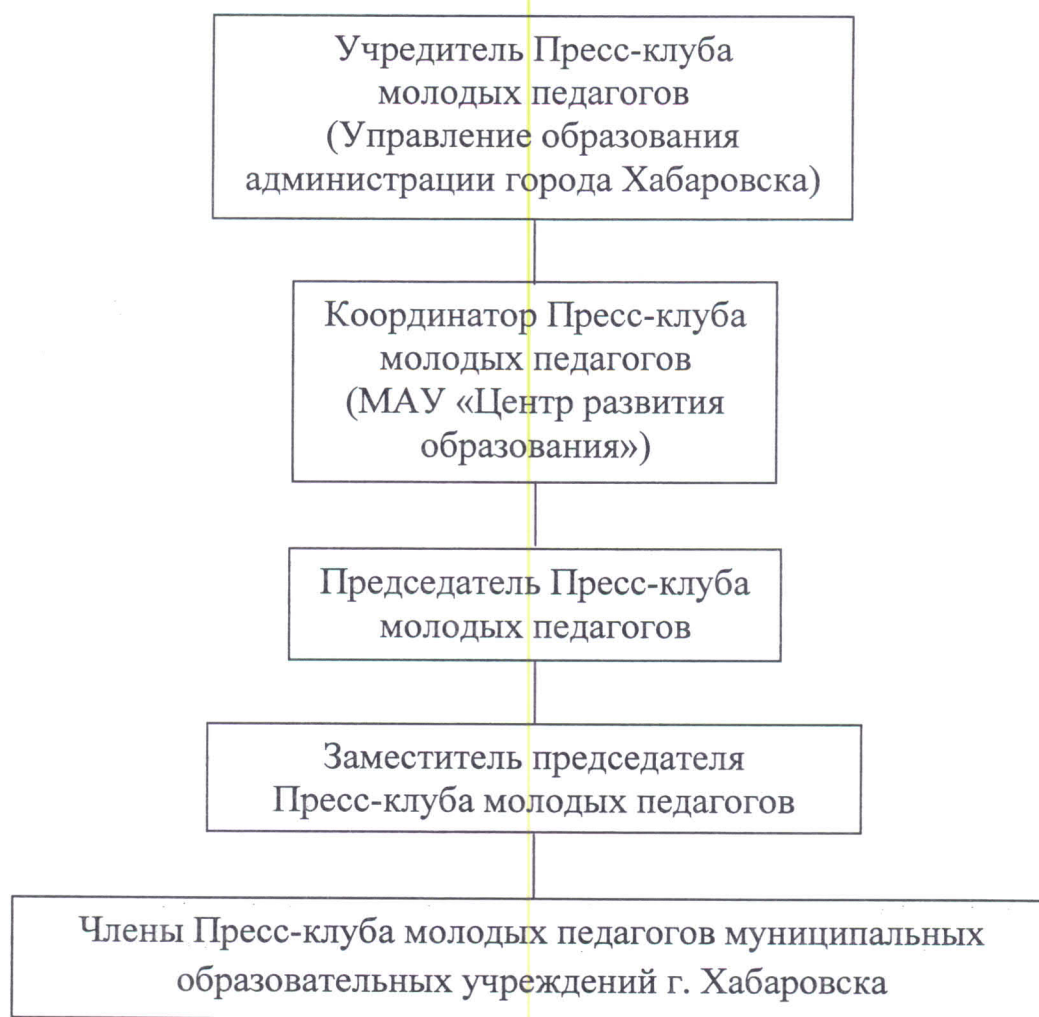 Учредитель Пресс-клуба
молодых педагогов
(Управление образования
администрации города Хабаровска)
Координатор Пресс-клуба
молодых педагогов
(МАУ «Центр развития
образования»)
Председатель Пресс-клуба
молодых педагогов
Заместитель председателя
Пресс-клуба молодых педагогов
Члены Пресс-клуба молодых педагогов муниципальных
образовательных учреждений г. Хабаровска